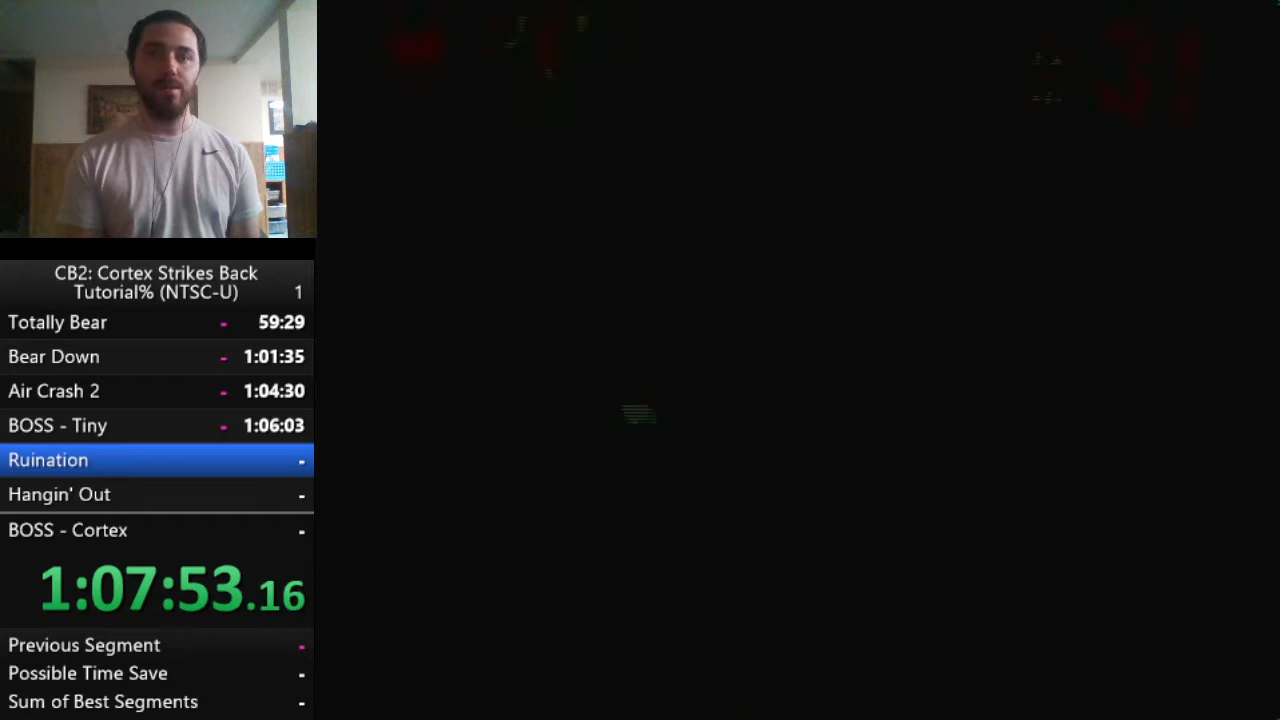 CB2: Cortex Strikes Back
Tutorial% (NTSC-U) 1
Totally Bear - 59:29
Bear Down - 1:01:35
Air Crash 2 - 1:04:30
BOSS - Tiny - 1:06:03
Ruination -
Hangin' Out -
BOSS - Cortex -
1:07:53.16
Previous Segment -
Possible Time Save -
Sum of Best Segments -